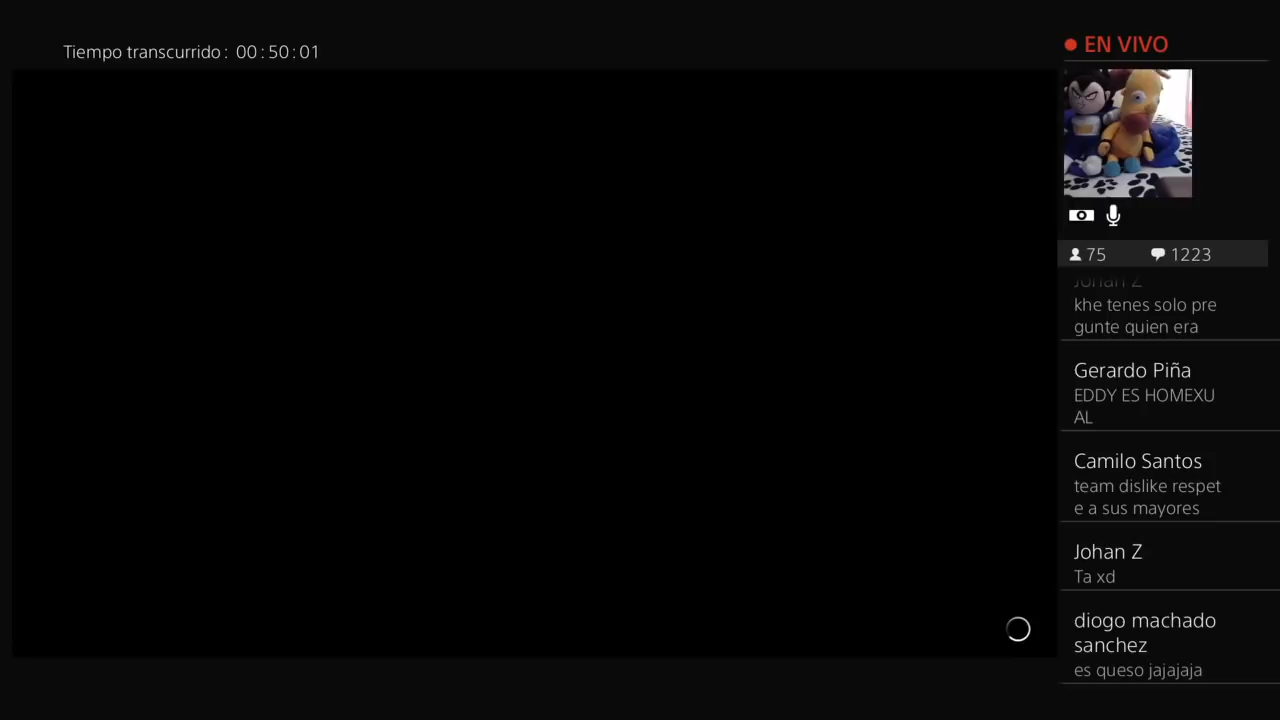 Tiempo transcurrido : 00:50:01
EN VIVO
75 1223
Johan Z
khe tenes solo pre
gunte quien era
Gerardo Piña
EDDY ES HOMEXU
AL
Camilo Santos
team dislike respet
e a sus mayores
Johan Z
Ta xd
diogo machado
sanchez
es queso jajajaja